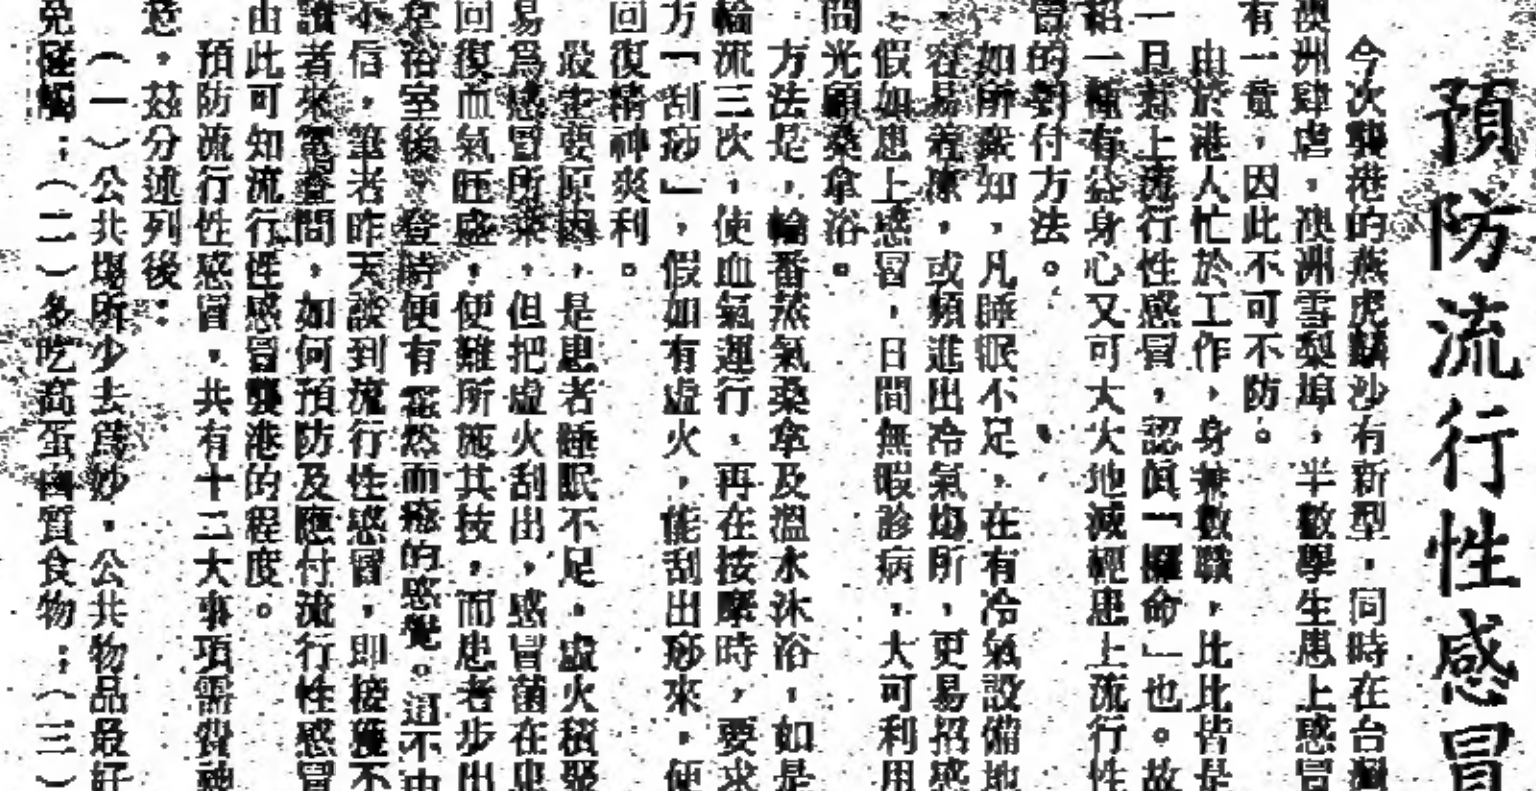 預防流行性感冒
今次襲港的蒸虎麟沙有新型，同時在台灣
澳洲肆虐，澳洲雪梨埠，半數學生患上感冒
有一義，因此不可不防。
由於港人忙於工作，身兼數職，比比皆是
一旦惹上流行性感冒，認眞「攞命」也。故
紹一種有益身心又可大大地減輕患上流行性
冒的對付方法。
如所衆知，凡睡眠不足，在有冷氣設備地
，容易着凉，或頻進出冷氣塲所，更易招感
，假如患上感冒，日間無暇診病，大可利用
間光顧桑拿浴。
方法是，輪番蒸氣桑拿及溫水沐浴，如是
輪流三次，使血氣運行，再在按摩時，要求
方「刮痧」，假如有虛火，能刮出痧來，便
回復精神爽利。
最主要原因，是患者睡眠不足，虛火積聚
易爲感冒所乘，但把虛火刮出，感冒菌在患
回復血氣旺盛，便難所施其技，而患者步出
拿浴室後，登時便有霍然而癒的感覺。這不由
不信，筆者昨天談到流行性感冒，即接獲不
讀者來電查問，如何預防及應付流行性感冒
由此可知流行性感冒襲港的程度。
預防流行性感冒，共有十二大事項需費神
意，玆分述列後：
（一）公共塲所少去爲妙，公共物品最好
免接觸；（二）多吃高蛋白質食物；（三）